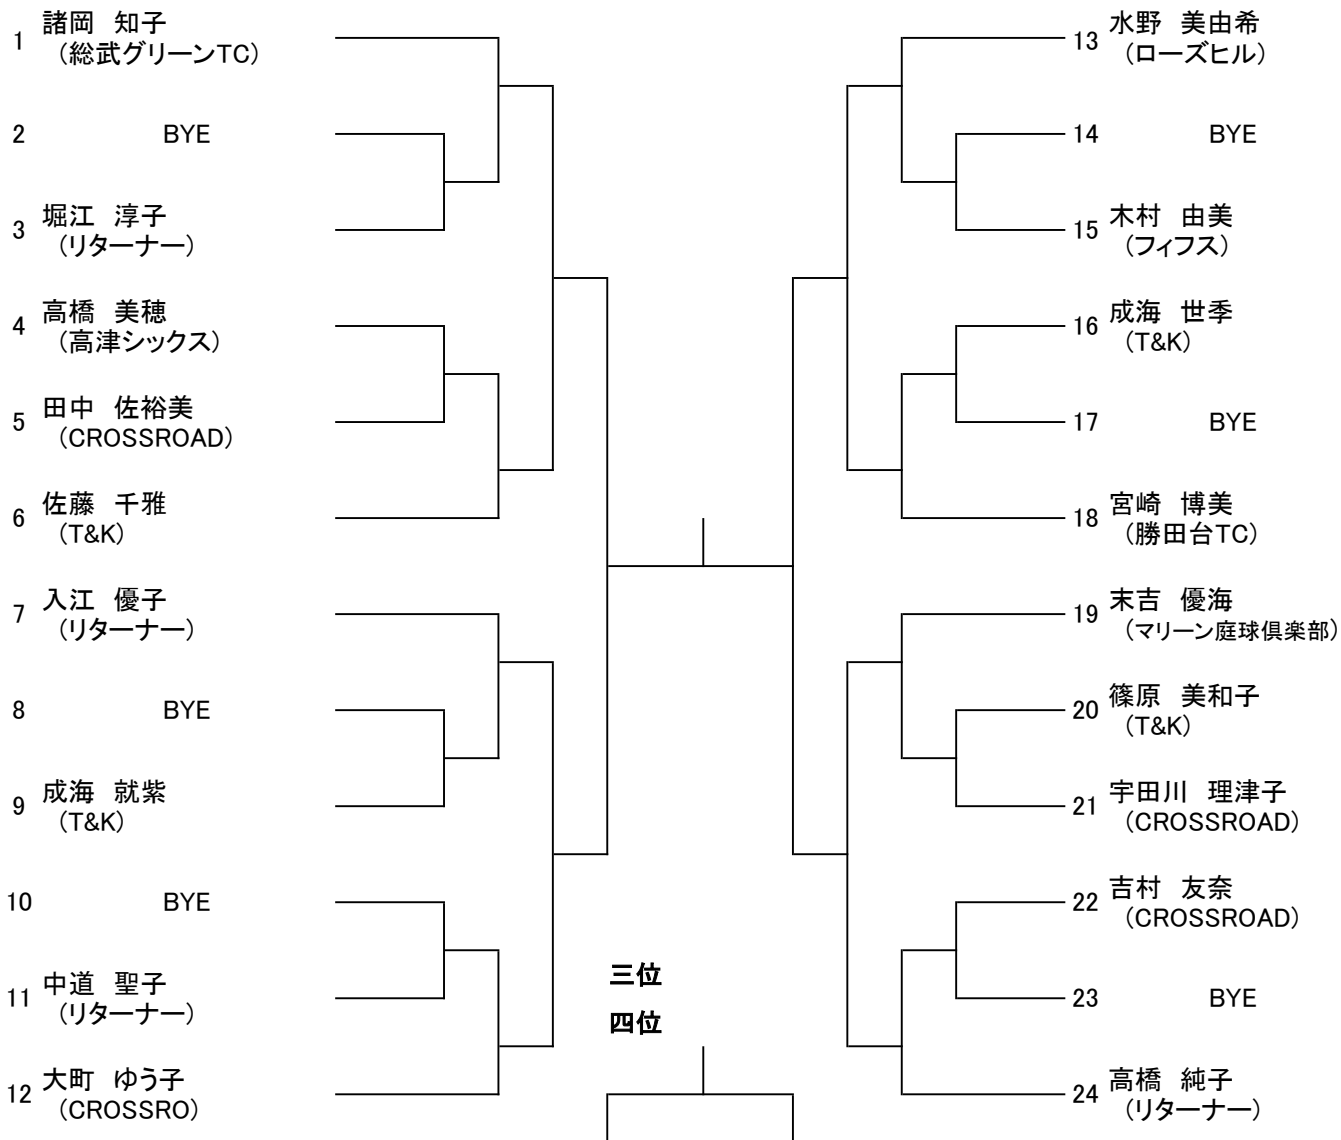 1 諸岡　知子
（総武グリーンTC）
2 BYE
3 堀江　淳子
（リターナー）
4 高橋　美穂
（高津シックス）
5 田中　佐裕美
（CROSSROAD）
6 佐藤　千雅
（T&K）
7 入江　優子
（リターナー）
8 BYE
9 成海　就紫
（T&K）
10 BYE
11 中道　聖子
（リターナー）
12 大町　ゆう子
（CROSSRO）
三位
四位
13 水野　美由希
（ローズヒル）
14 BYE
15 木村　由美
（フィフス）
16 成海　世季
（T&K）
17 BYE
18 宮崎　博美
（勝田台TC）
19 末吉　優海
（マリーン庭球倶楽部）
20 篠原　美和子
（T&K）
21 宇田川　理津子
（CROSSROAD）
22 吉村　友奈
（CROSSROAD）
23 BYE
24 高橋　純子
（リターナー）